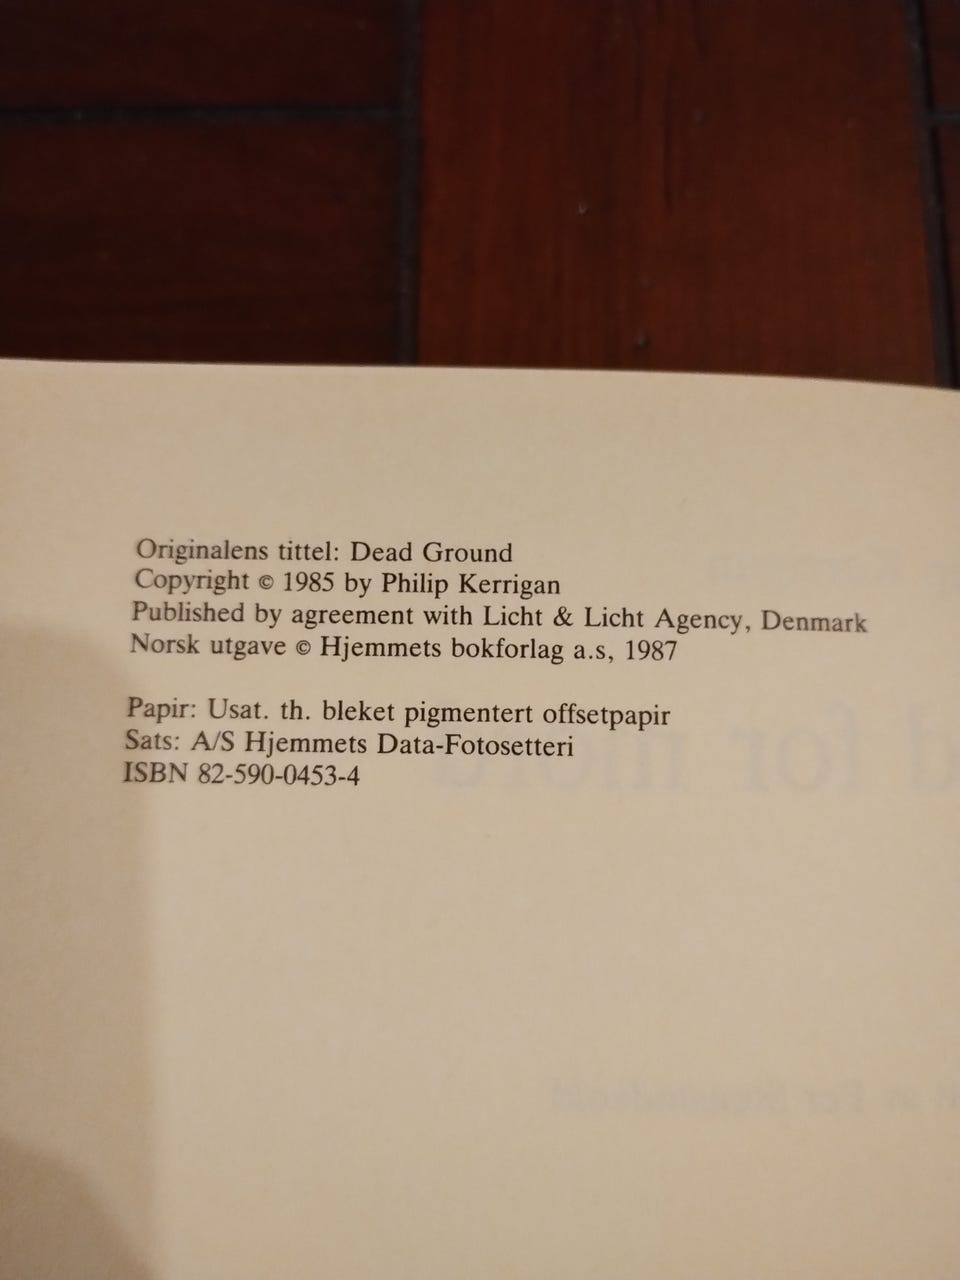 Originalens tittel: Dead Ground
Copyright © 1985 by Philip Kerrigan
Published by agreement with Licht & Licht Agency, Denmark
Norsk utgave © Hjemmets bokforlag a.s, 1987
Papir: Usat. th. bleket pigmentert offsetpapir
Sats: A/S Hjemmets Data-Fotosetteri
ISBN 82-590-0453-4